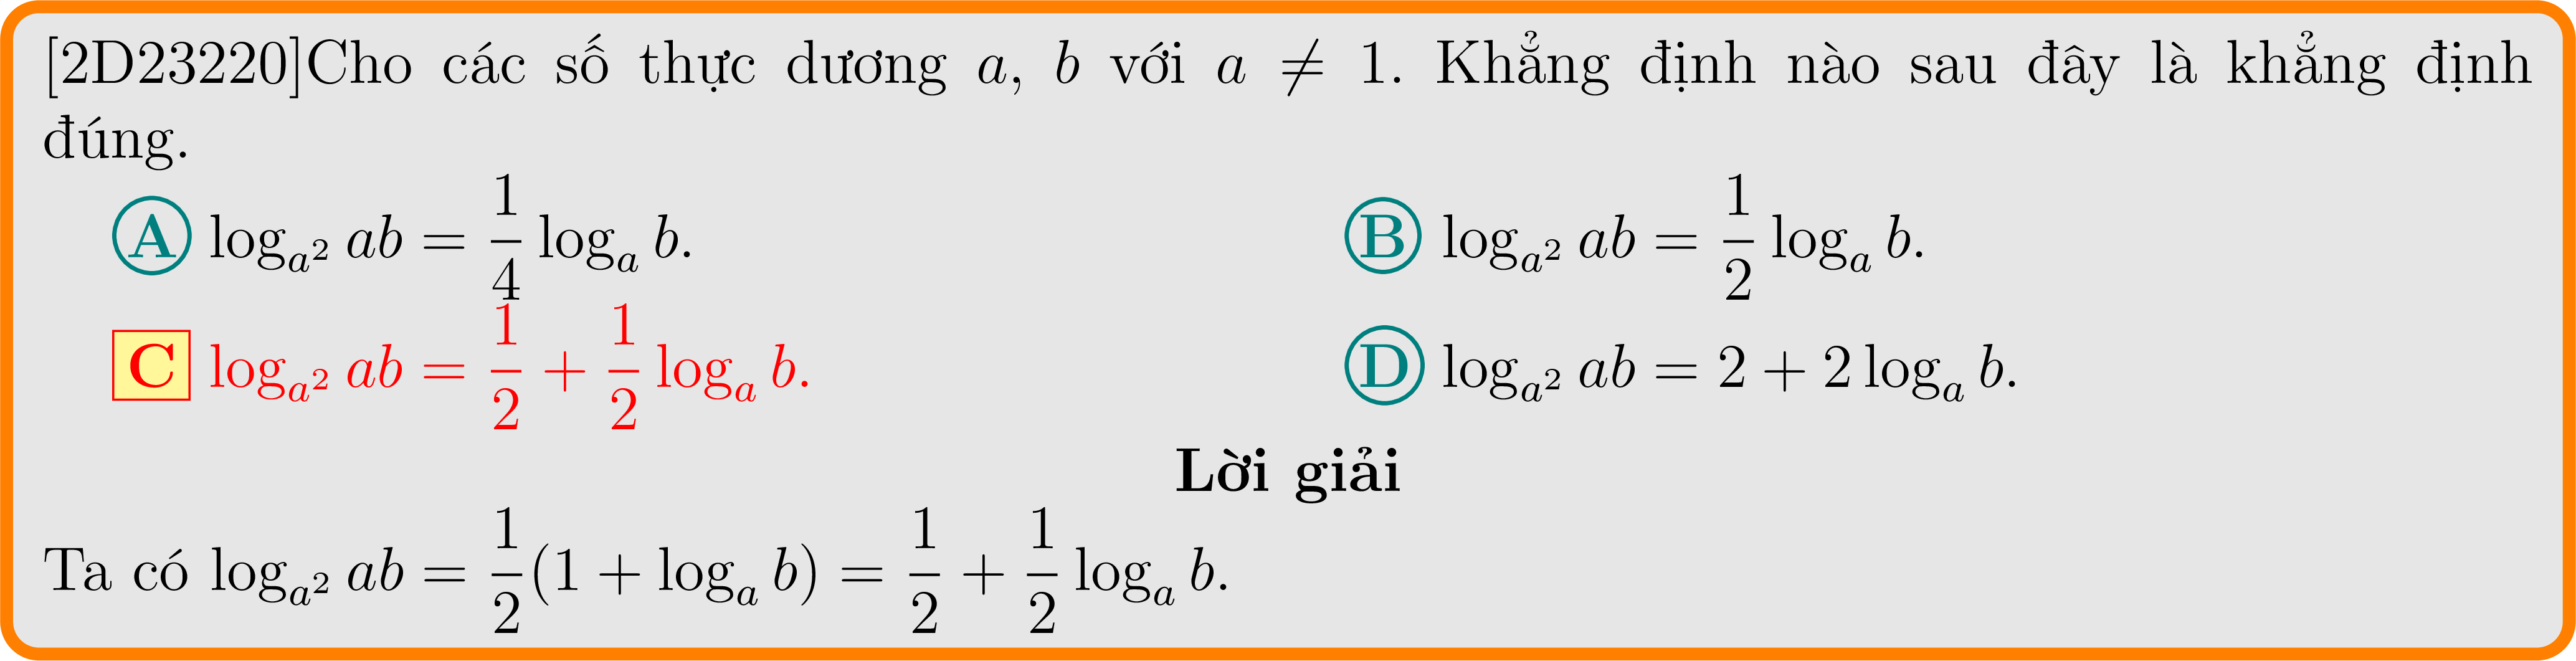 [2D23220]Cho các số thực dương a, b với a ≠ 1. Khẳng định nào sau đây là khẳng định
đúng.
A log_{a^2} ab = \frac{1}{4} log_a b. B log_{a^2} ab = \frac{1}{2} log_a b.
C log_{a^2} ab = \frac{1}{2} + \frac{1}{2} log_a b. D log_{a^2} ab = 2 + 2 log_a b.
Lời giải
Ta có log_{a^2} ab = \frac{1}{2}(1 + log_a b) = \frac{1}{2} + \frac{1}{2} log_a b.